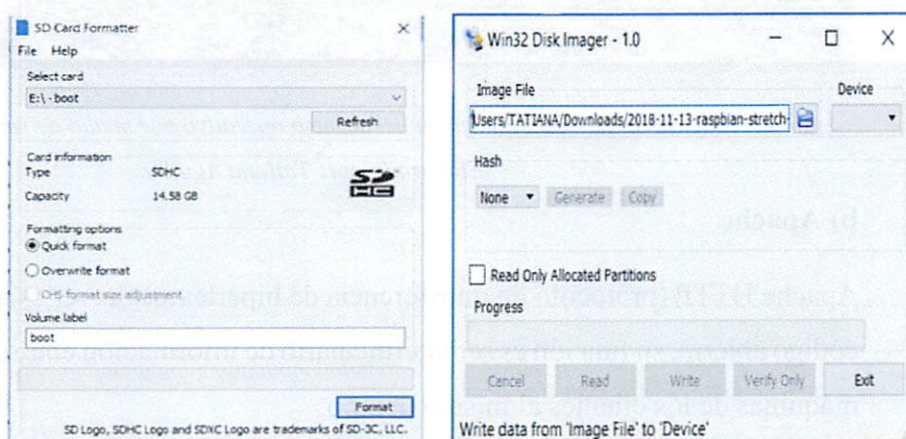 SD Card Formatter
File Help
Select card
E:\ - boot
Refresh
Card information
Type SDHC
Capacity 14.58 GB
SD
HC
Formatting options
Quick format
Overwrite format
CHS format size adjustment
Volume label
boot
Format
SD Logo, SDHC Logo and SDXC Logo are trademarks of SD-3C, LLC.
Win32 Disk Imager - 1.0
Image File
Device
Users/TATIANA/Downloads/2018-11-13-raspbian-stretch-
Hash
None Generate Copy
Read Only Allocated Partitions
Progress
Cancel Read Write Verify Only Exit
Write data from 'Image File' to 'Device'